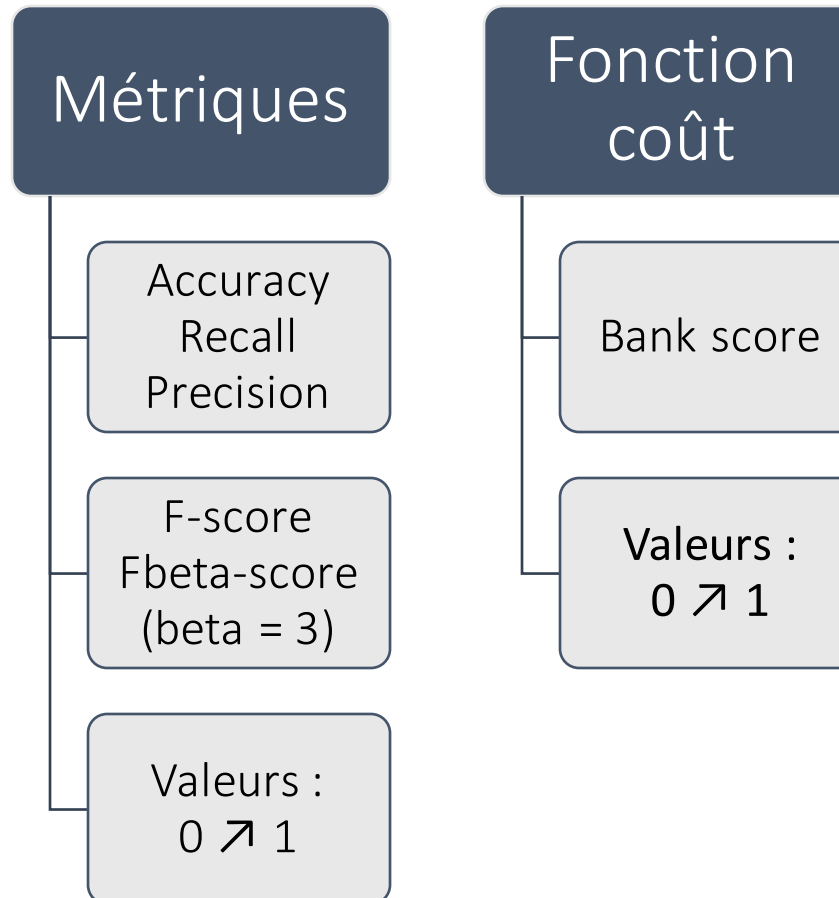 Métriques
Accuracy
Recall
Precision
F-score
Fbeta-score
(beta = 3)
Valeurs :
0 ↗ 1
Fonction
coût
Bank score
Valeurs :
0 ↗ 1